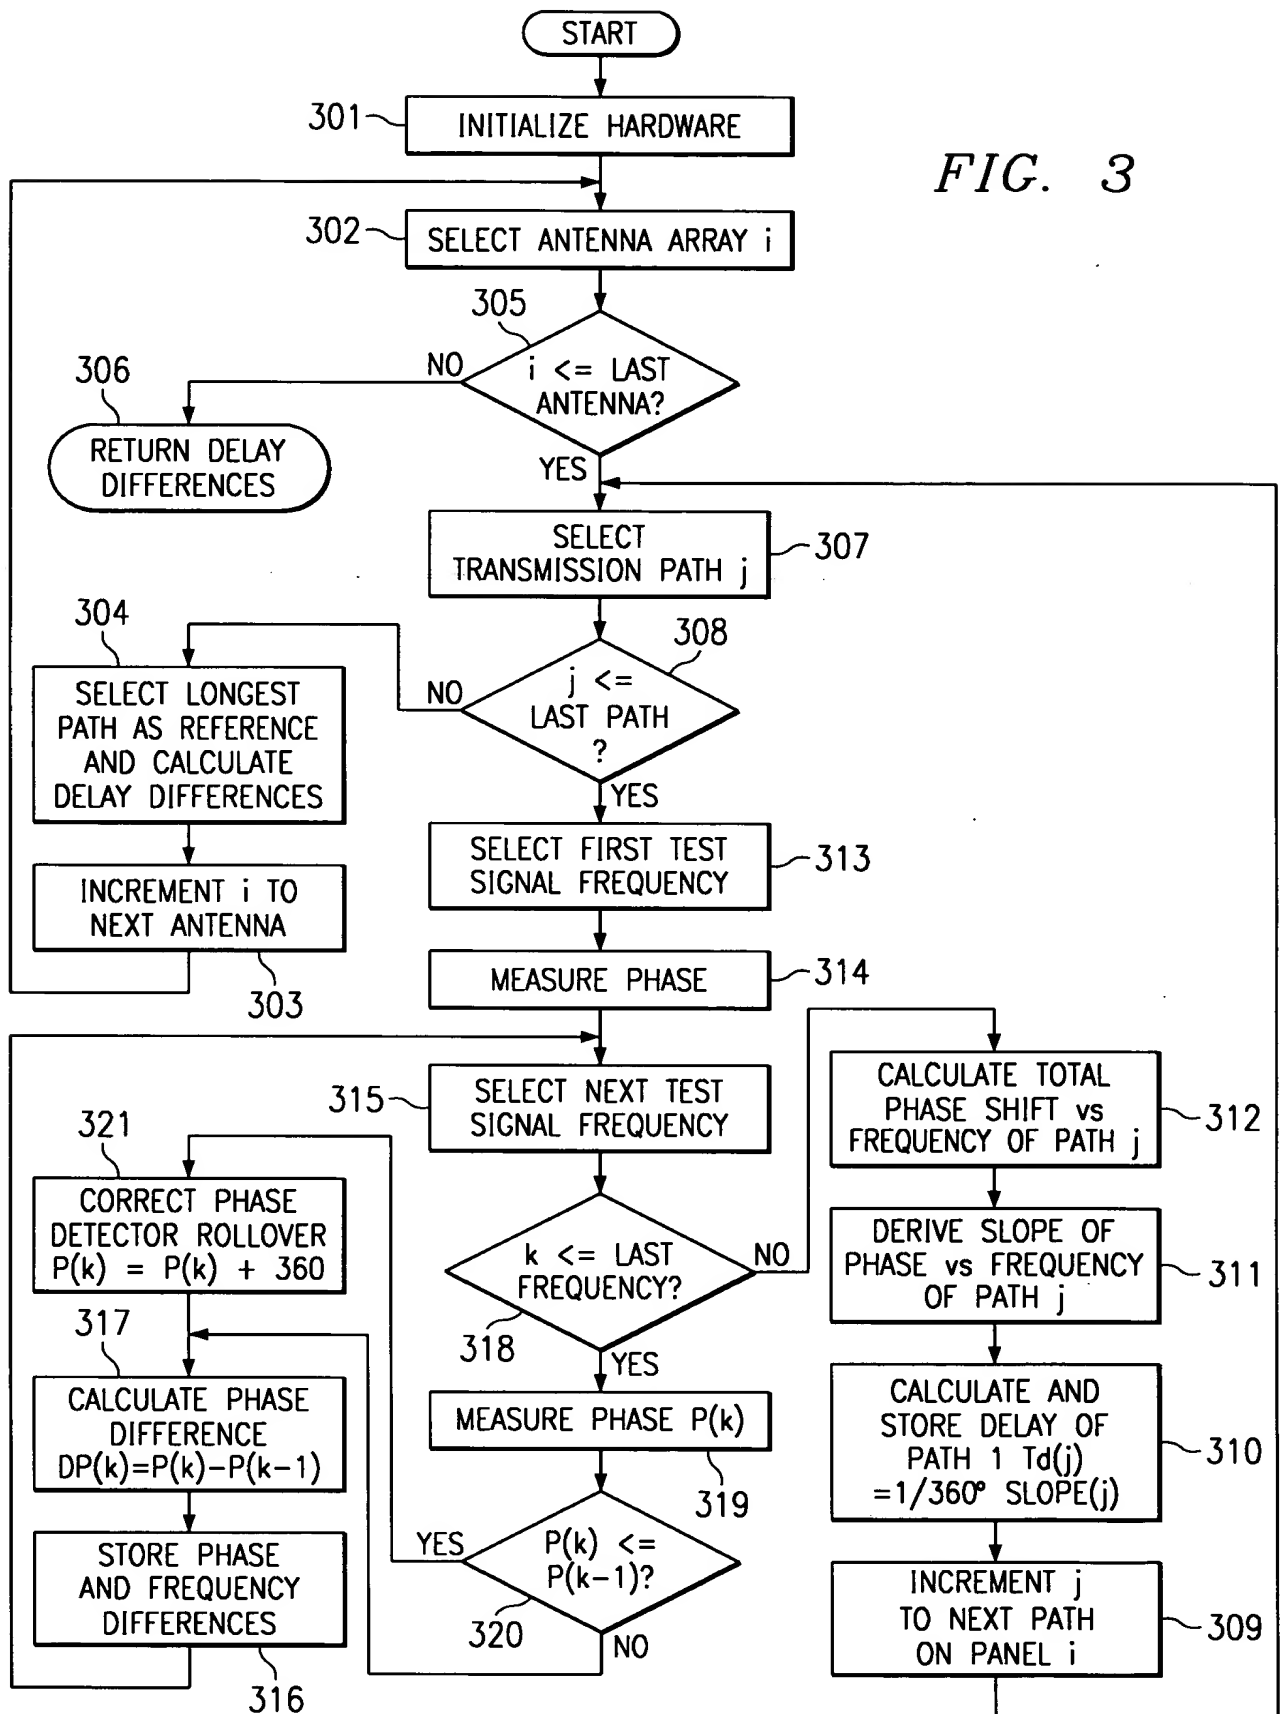 START
301
INITIALIZE HARDWARE
FIG. 3
302
SELECT ANTENNA ARRAY i
305
i <= LAST
ANTENNA?
NO
YES
306
RETURN DELAY
DIFFERENCES
SELECT
TRANSMISSION PATH j
307
308
j <=
LAST PATH
?
NO
YES
304
SELECT LONGEST
PATH AS REFERENCE
AND CALCULATE
DELAY DIFFERENCES
INCREMENT i TO
NEXT ANTENNA
303
SELECT FIRST TEST
SIGNAL FREQUENCY
313
MEASURE PHASE
314
315
SELECT NEXT TEST
SIGNAL FREQUENCY
k <= LAST
FREQUENCY?
318
NO
YES
CALCULATE TOTAL
PHASE SHIFT vs
FREQUENCY OF PATH j
312
DERIVE SLOPE OF
PHASE vs FREQUENCY
OF PATH j
311
CALCULATE AND
STORE DELAY OF
PATH 1 Td(j)
=1/360° SLOPE(j)
310
INCREMENT j
TO NEXT PATH
ON PANEL i
309
MEASURE PHASE P(k)
319
P(k) <=
P(k-1)?
320
YES
NO
321
CORRECT PHASE
DETECTOR ROLLOVER
P(k) = P(k) + 360
317
CALCULATE PHASE
DIFFERENCE
DP(k)=P(k)-P(k-1)
STORE PHASE
AND FREQUENCY
DIFFERENCES
316